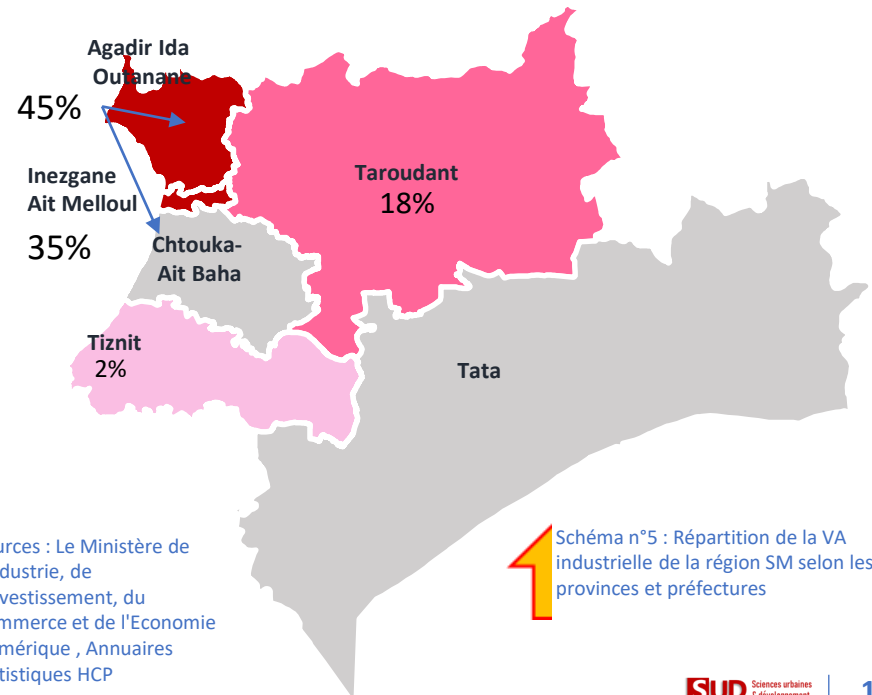 Agadir Ida
Outanane
45%
Inezgane
Ait Melloul
35%
Taroudant
18%
Chtouka-
Ait Baha
Tiznit
2%
Tata
urces : Le Ministère de
dustrie, de
vestissement, du
mmerce et de l'Economie
mérique , Annuaires
tistiques HCP
Schéma n°5 : Répartition de la VA
industrielle de la région SM selon les
provinces et préfectures
SUD
Sciences urbaines
& développement
1